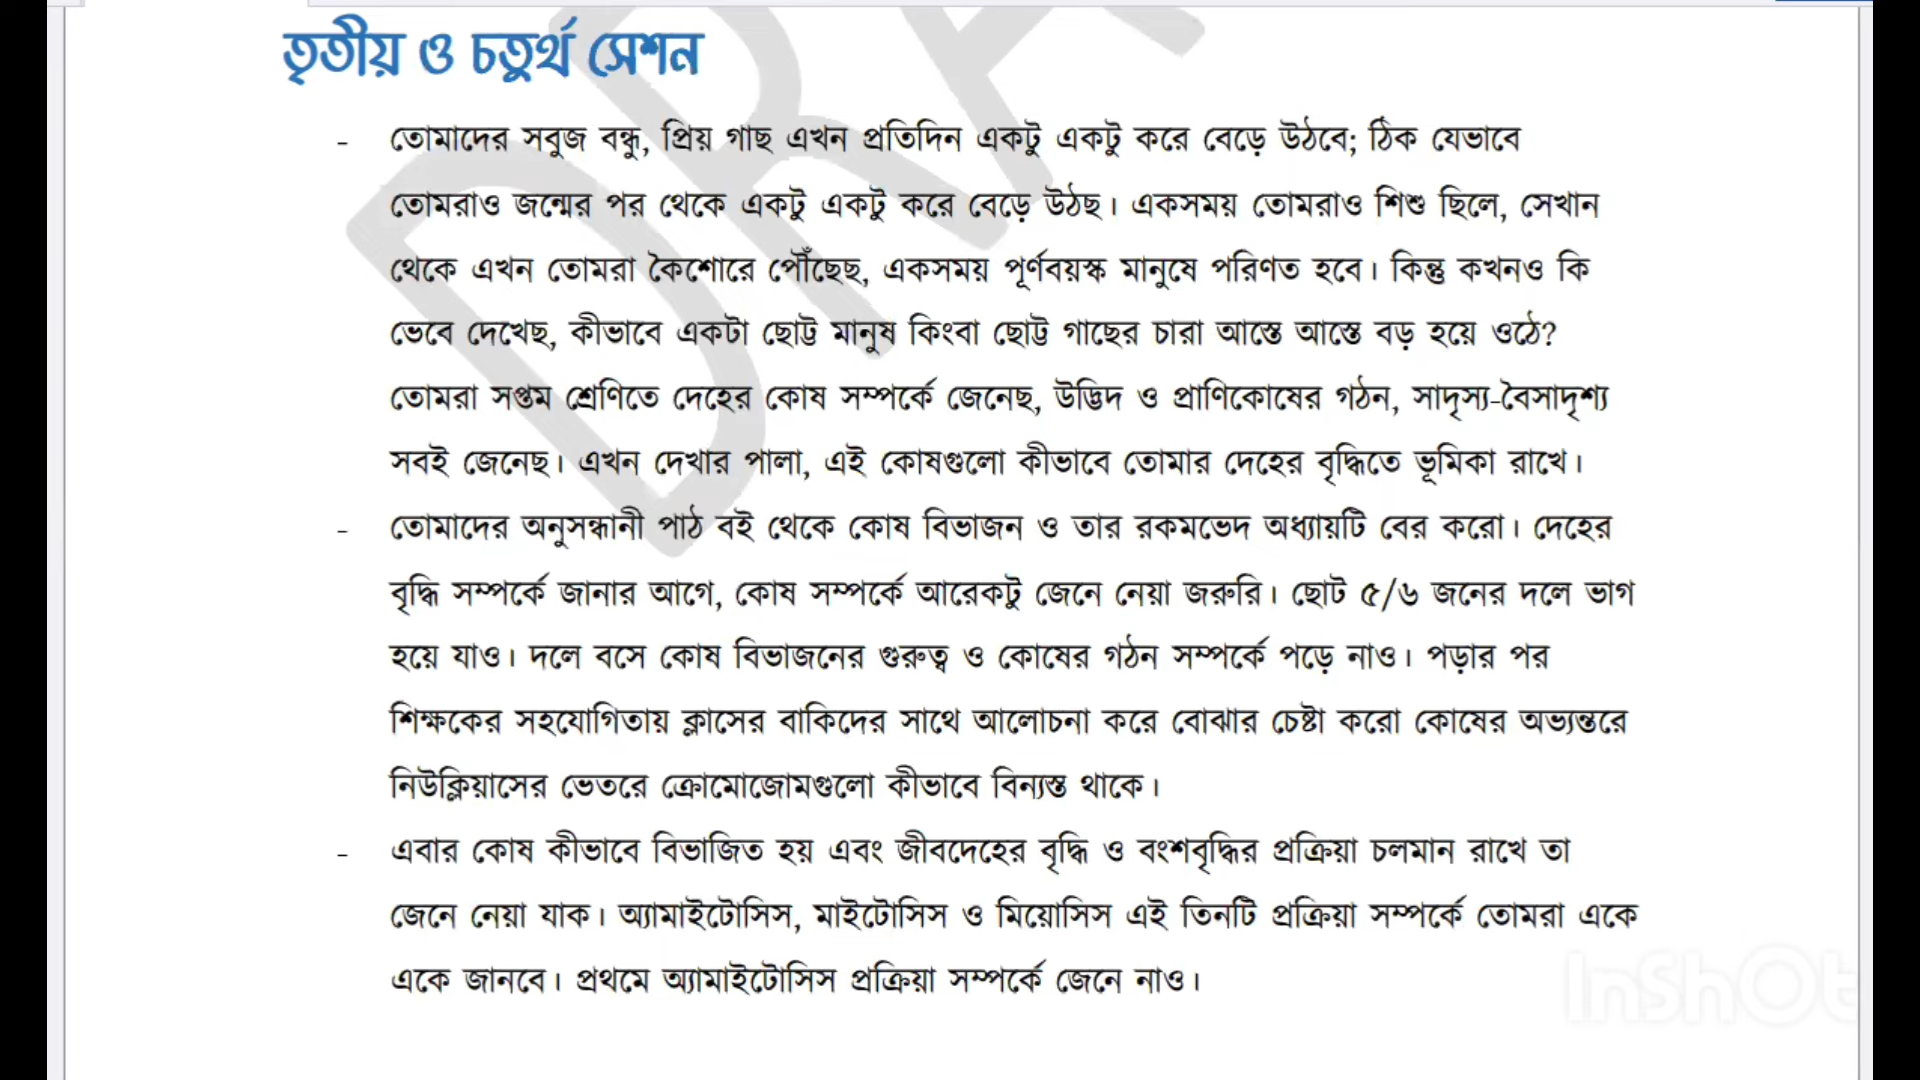 তৃতীয় ও চতুর্থ সেশন
- তোমাদের সবুজ বন্ধু, প্রিয় গাছ এখন প্রতিদিন একটু একটু করে বেড়ে উঠবে; ঠিক যেভাবে
তোমরাও জন্মের পর থেকে একটু একটু করে বেড়ে উঠছ। একসময় তোমরাও শিশু ছিলে, সেখান
থেকে এখন তোমরা কৈশোরে পৌঁছেছ, একসময় পূর্ণবয়স্ক মানুষে পরিণত হবে। কিন্তু কখনও কি
ভেবে দেখেছ, কীভাবে একটা ছোট্ট মানুষ কিংবা ছোট্ট গাছের চারা আস্তে আস্তে বড় হয়ে ওঠে?
তোমরা সপ্তম শ্রেণিতে দেহের কোষ সম্পর্কে জেনেছ, উদ্ভিদ ও প্রাণিকোষের গঠন, সাদৃস্য-বৈসাদৃশ্য
সবই জেনেছ। এখন দেখার পালা, এই কোষগুলো কীভাবে তোমার দেহের বৃদ্ধিতে ভূমিকা রাখে।
- তোমাদের অনুসন্ধানী পাঠ বই থেকে কোষ বিভাজন ও তার রকমভেদ অধ্যায়টি বের করো। দেহের
বৃদ্ধি সম্পর্কে জানার আগে, কোষ সম্পর্কে আরেকটু জেনে নেয়া জরুরি। ছোট ৫/৬ জনের দলে ভাগ
হয়ে যাও। দলে বসে কোষ বিভাজনের গুরুত্ব ও কোষের গঠন সম্পর্কে পড়ে নাও। পড়ার পর
শিক্ষকের সহযোগিতায় ক্লাসের বাকিদের সাথে আলোচনা করে বোঝার চেষ্টা করো কোষের অভ্যন্তরে
নিউক্লিয়াসের ভেতরে ক্রোমোজোমগুলো কীভাবে বিন্যস্ত থাকে।
- এবার কোষ কীভাবে বিভাজিত হয় এবং জীবদেহের বৃদ্ধি ও বংশবৃদ্ধির প্রক্রিয়া চলমান রাখে তা
জেনে নেয়া যাক। অ্যামাইটোসিস, মাইটোসিস ও মিয়োসিস এই তিনটি প্রক্রিয়া সম্পর্কে তোমরা একে
একে জানবে। প্রথমে অ্যামাইটোসিস প্রক্রিয়া সম্পর্কে জেনে নাও।
InShOt